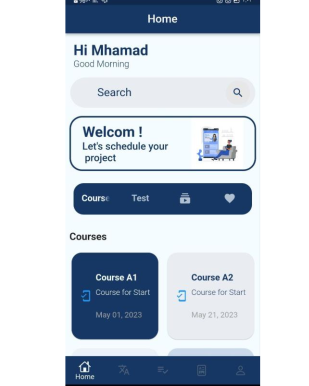 Home
Hi Mhamad
Good Morning
Search
Welcom !
Let's schedule your
project
Course
Test
Courses
Course A1
Course for Start
May 01, 2023
Course A2
Course for Start
May 21, 2023
Home